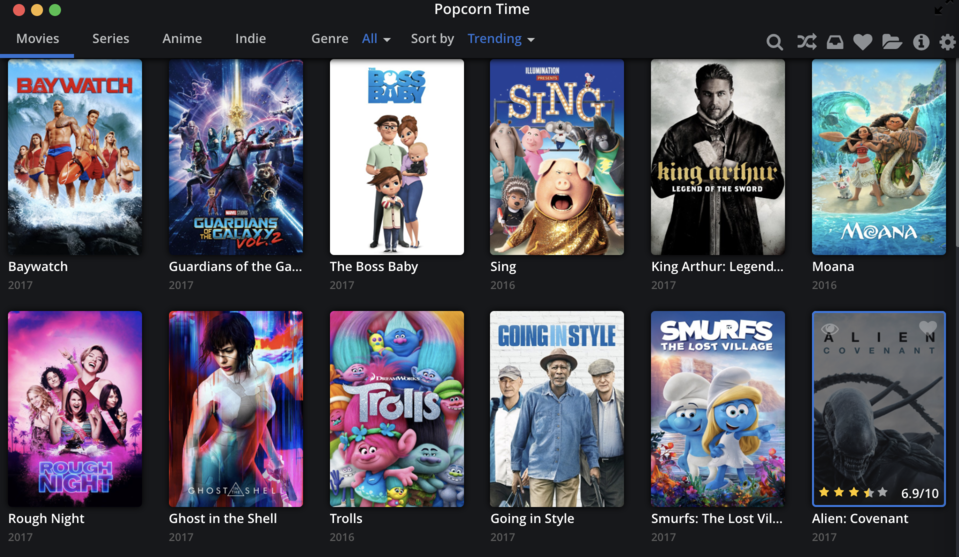 Popcorn Time
Movies Series Anime Indie Genre All Sort by Trending
BAYWATCH
MARVEL STUDIOS
GUARDIANS
OF THE GALAXY
VOL. 2
THE BOSS
BABY
ILLUMINATION
PRESENTS
SING
king arthur
LEGEND OF THE SWORD
MOANA
Baywatch Guardians of the Ga... The Boss Baby Sing King Arthur: Legend... Moana
2017 2017 2017 2016 2017 2016
ROUGH
NIGHT
GHOST IN THE SHELL
DREAMWORKS
Trolls
GOING IN STYLE
SMURFS
THE LOST VILLAGE
ALIEN
COVENANT
6.9/10
Rough Night Ghost in the Shell Trolls Going in Style Smurfs: The Lost Vil... Alien: Covenant
2017 2017 2016 2017 2017 2017